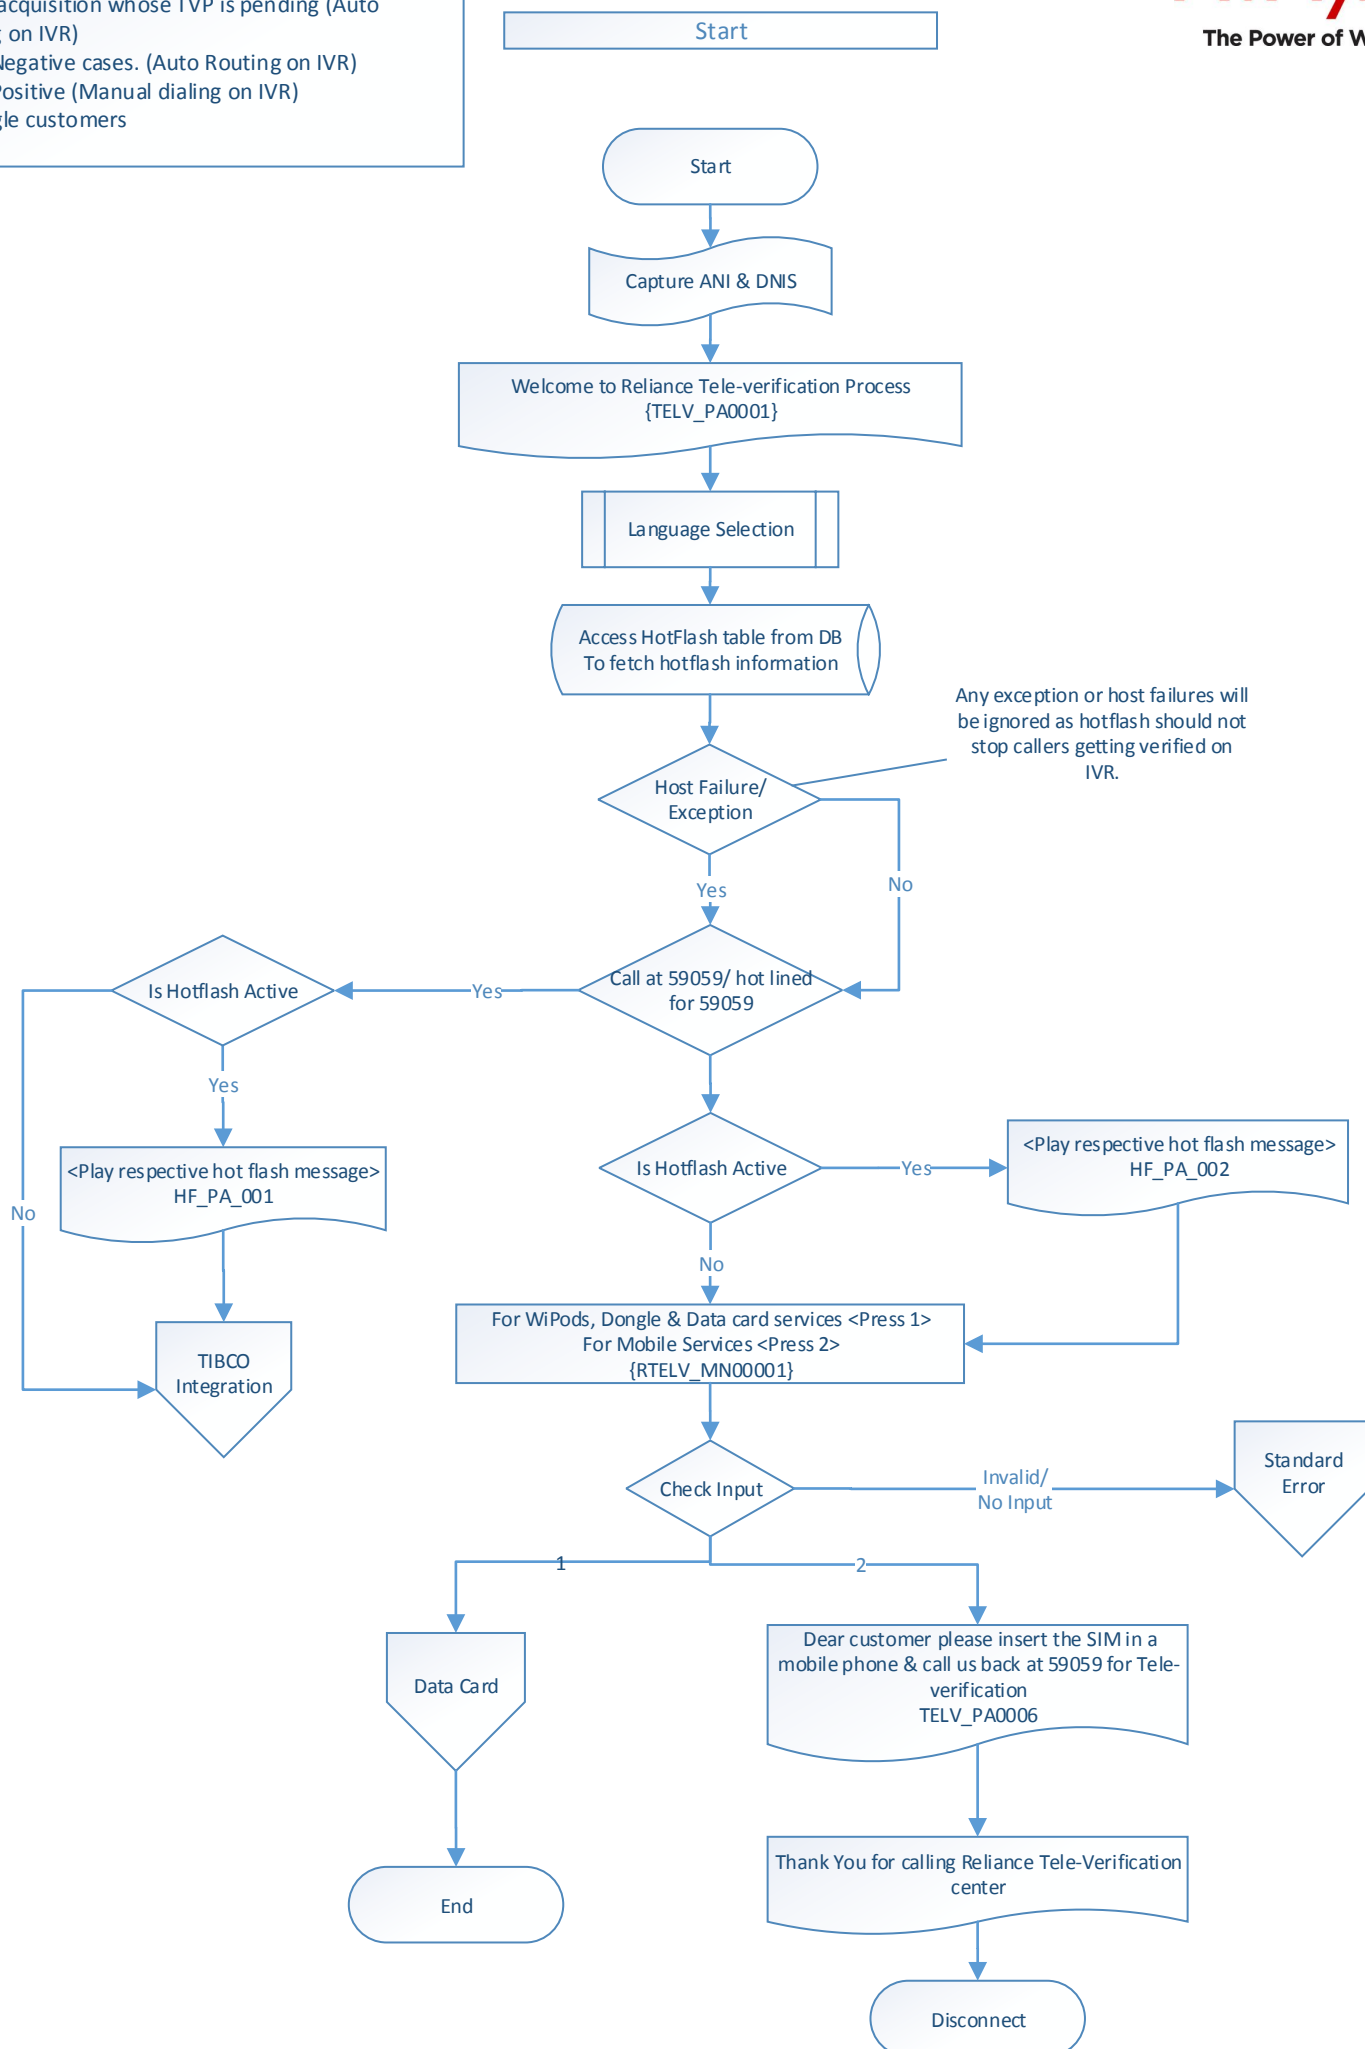 acquisition whose TVP is pending (Auto
on IVR)
Negative cases. (Auto Routing on IVR)
Positive (Manual dialing on IVR)
customers
Start
The Power of
Start
Capture ANI & DNIS
Welcome to Reliance Tele-verification Process
{TELV_PA0001}
Language Selection
Access HotFlash table from DB
To fetch hotflash information
Any exception or host failures will
be ignored as hotflash should not
stop callers getting verified on
IVR.
Host Failure/
Exception
Yes
No
Call at 59059/ hot lined
for 59059
Yes
Is Hotflash Active
Yes
No
<Play respective hot flash message>
HF_PA_001
TIBCO
Integration
Is Hotflash Active
Yes
<Play respective hot flash message>
HF_PA_002
No
For WiPods, Dongle & Data card services <Press 1>
For Mobile Services <Press 2>
{RTELV_MN00001}
Check Input
Invalid/
No Input
Standard
Error
1
2
Data Card
End
Dear customer please insert the SIM in a
mobile phone & call us back at 59059 for Tele-
verification
TELV_PA0006
Thank You for calling Reliance Tele-Verification
center
Disconnect